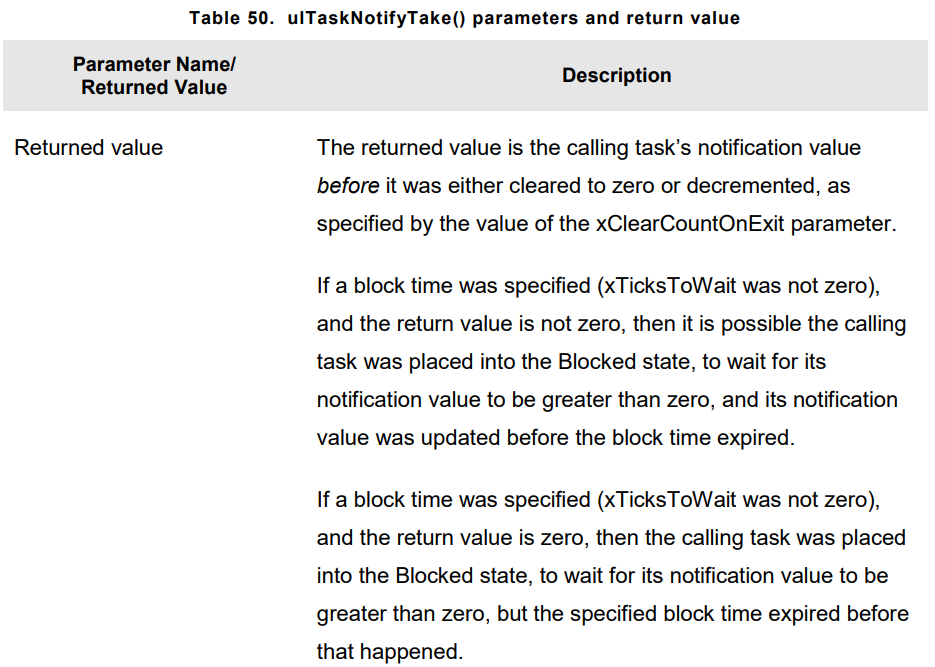 Table 50. ulTaskNotifyTake() parameters and return value
Parameter Name/
Returned Value
Description
Returned value
The returned value is the calling task’s notification value
before it was either cleared to zero or decremented, as
specified by the value of the xClearCountOnExit parameter.
If a block time was specified (xTicksToWait was not zero),
and the return value is not zero, then it is possible the calling
task was placed into the Blocked state, to wait for its
notification value to be greater than zero, and its notification
value was updated before the block time expired.
If a block time was specified (xTicksToWait was not zero),
and the return value is zero, then the calling task was placed
into the Blocked state, to wait for its notification value to be
greater than zero, but the specified block time expired before
that happened.